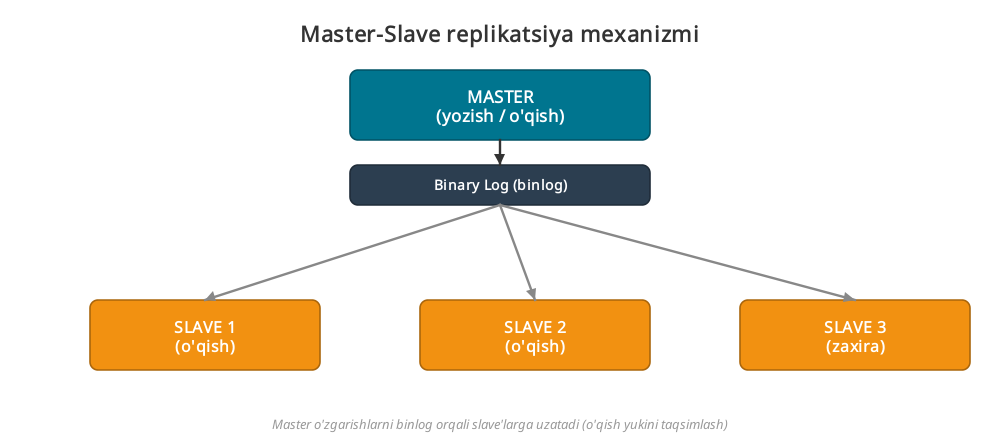 Master-Slave replikatsiya mexanizmi
MASTER
(yozish / o'qish)
Binary Log (binlog)
SLAVE 1
(o'qish)
SLAVE 2
(o'qish)
SLAVE 3
(zaxira)
Master o'zgarishlarni binlog orqali slave'larga uzatadi (o'qish yukini taqsimlash)